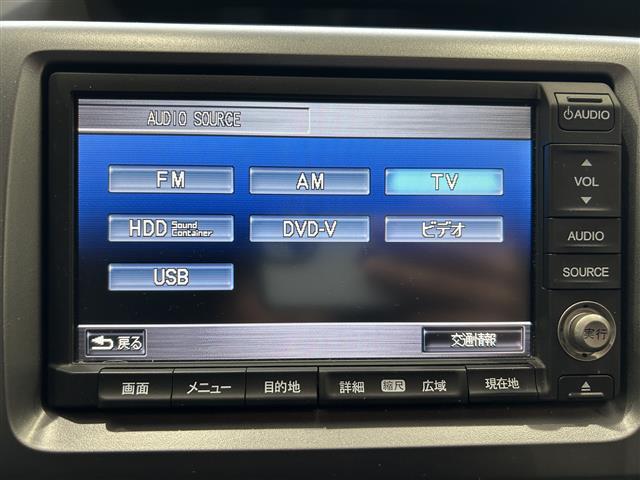 AUDIO SOURCE
FM
AM
TV
HDD Sound Container
DVD-V
ビデオ
USB
戻る
交通情報
画面
メニュー
目的地
詳細
縮尺
広域
現在地
AUDIO
VOL
AUDIO
SOURCE
実行